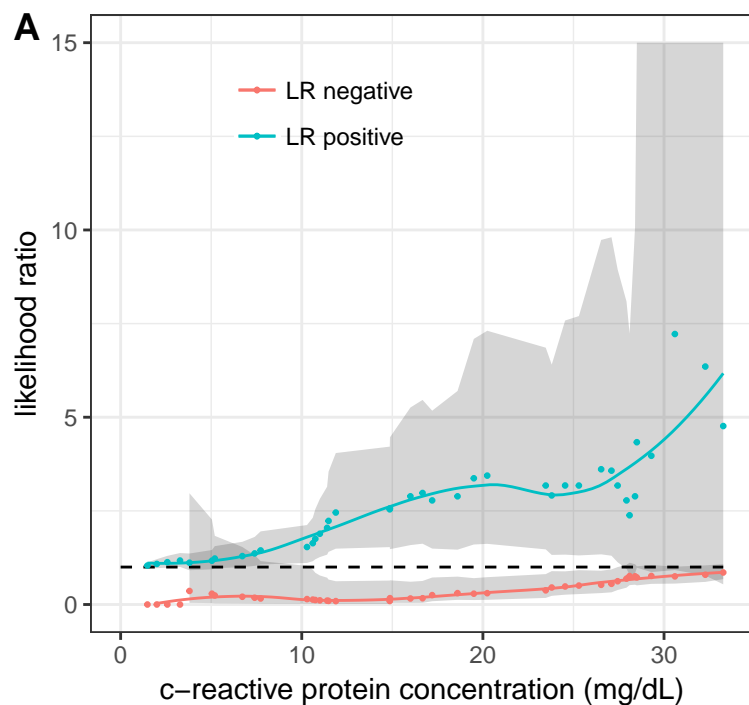 A
15
10
5
0
likelihood ratio
LR negative
LR positive
0
10
20
30
c−reactive protein concentration (mg/dL)